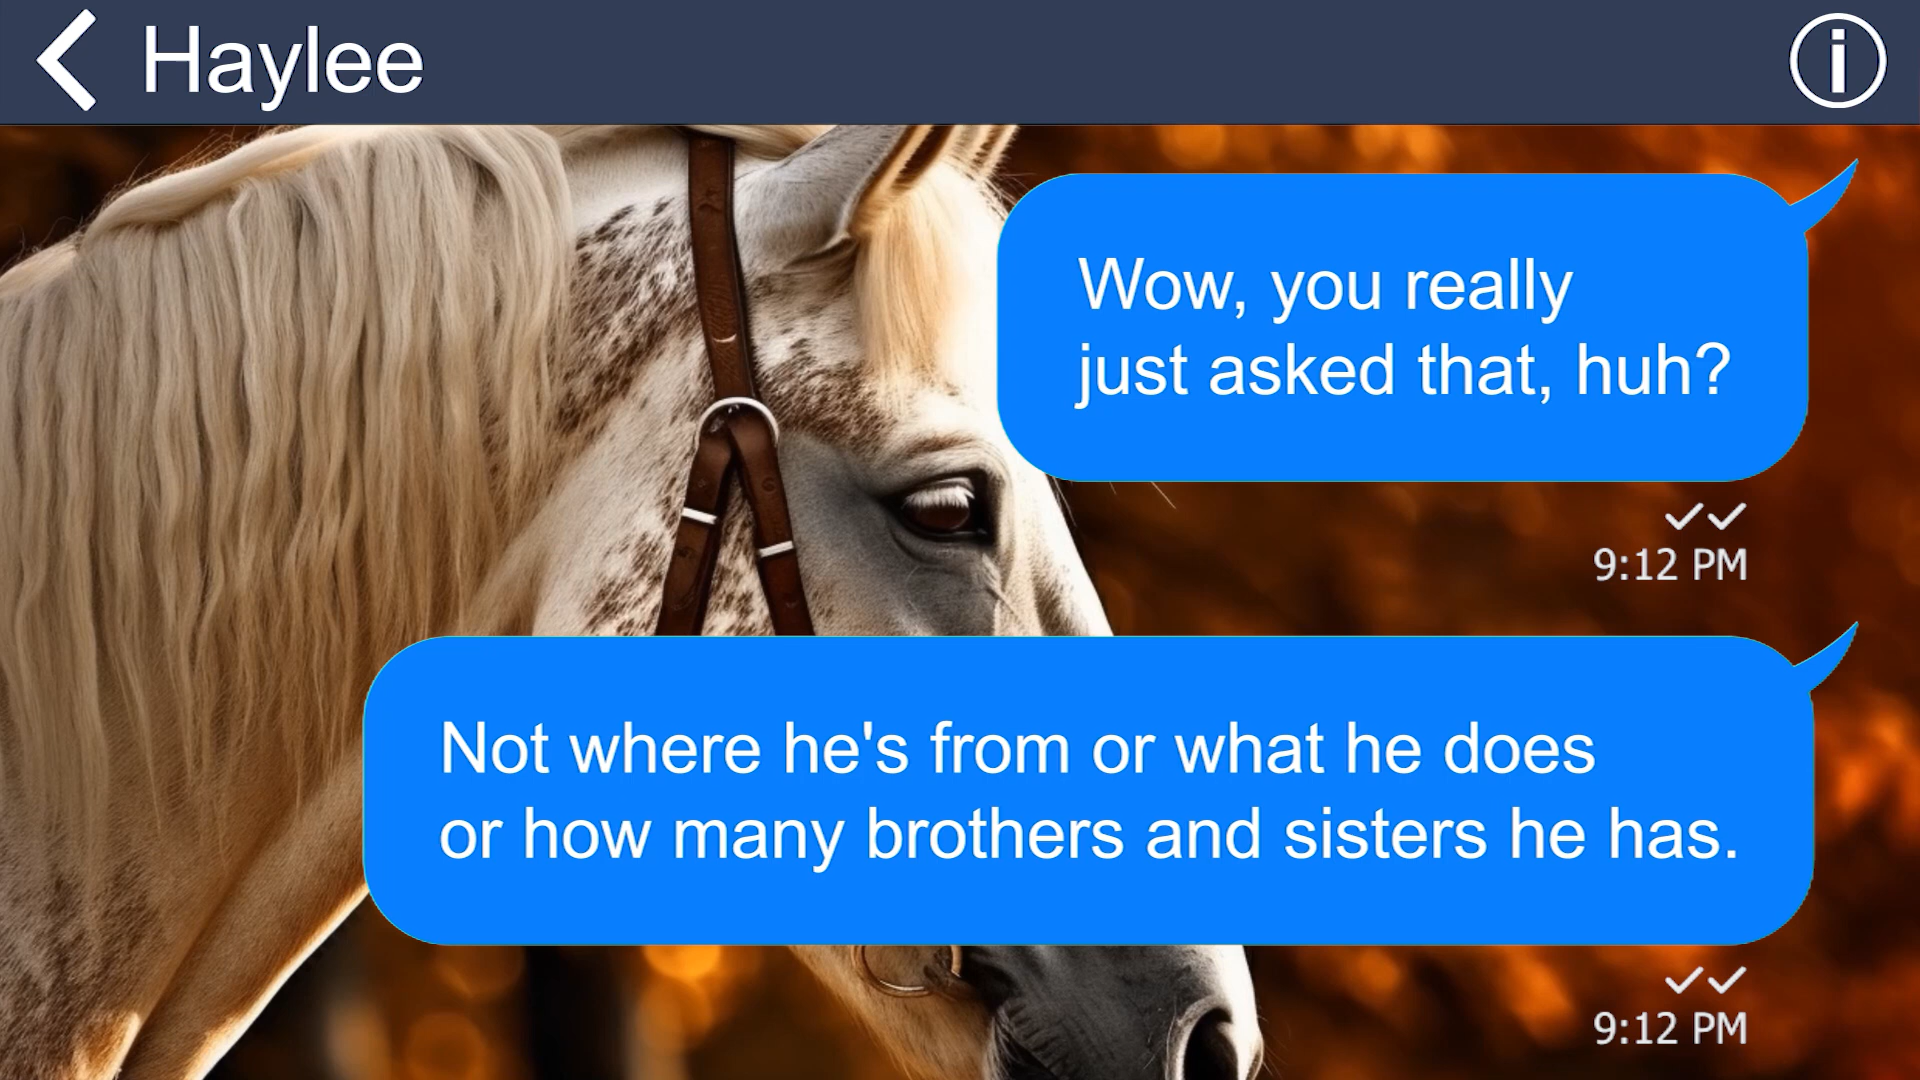 Haylee
Wow, you really
just asked that, huh?
9:12 PM
Not where he's from or what he does
or how many brothers and sisters he has.
9:12 PM